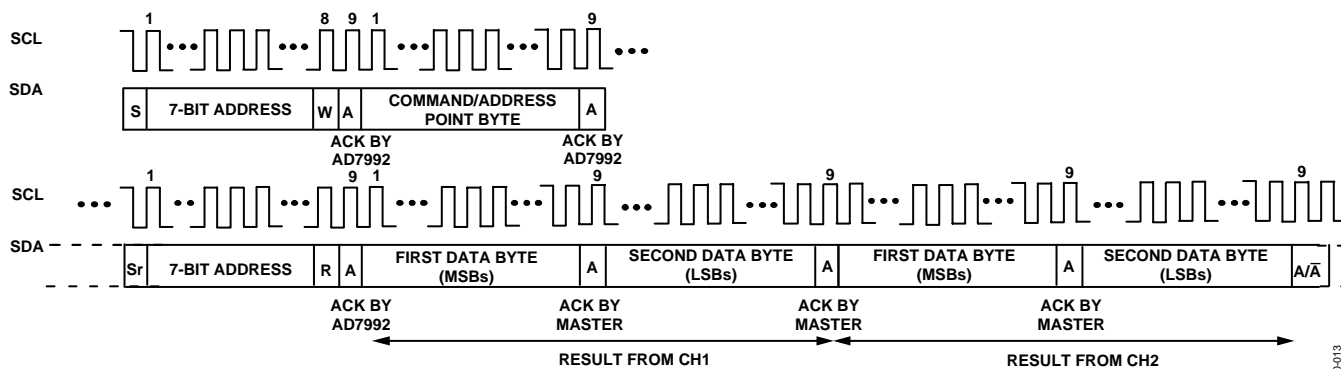 1 8 9 1 9
SCL ••• ••• ••• ••• •••
SDA
S 7-BIT ADDRESS W A COMMAND/ADDRESS POINT BYTE A
ACK BY AD7992 ACK BY AD7992
1 9 1 9 9 9 9
SCL ••• •• ••• ••• ••• ••• ••• ••• ••• ••• •••
SDA
Sr 7-BIT ADDRESS R A FIRST DATA BYTE (MSBs) A SECOND DATA BYTE (LSBs) A FIRST DATA BYTE (MSBs) A SECOND DATA BYTE (LSBs) A/A̅
ACK BY AD7992 ACK BY MASTER ACK BY MASTER ACK BY MASTER
RESULT FROM CH1 RESULT FROM CH2